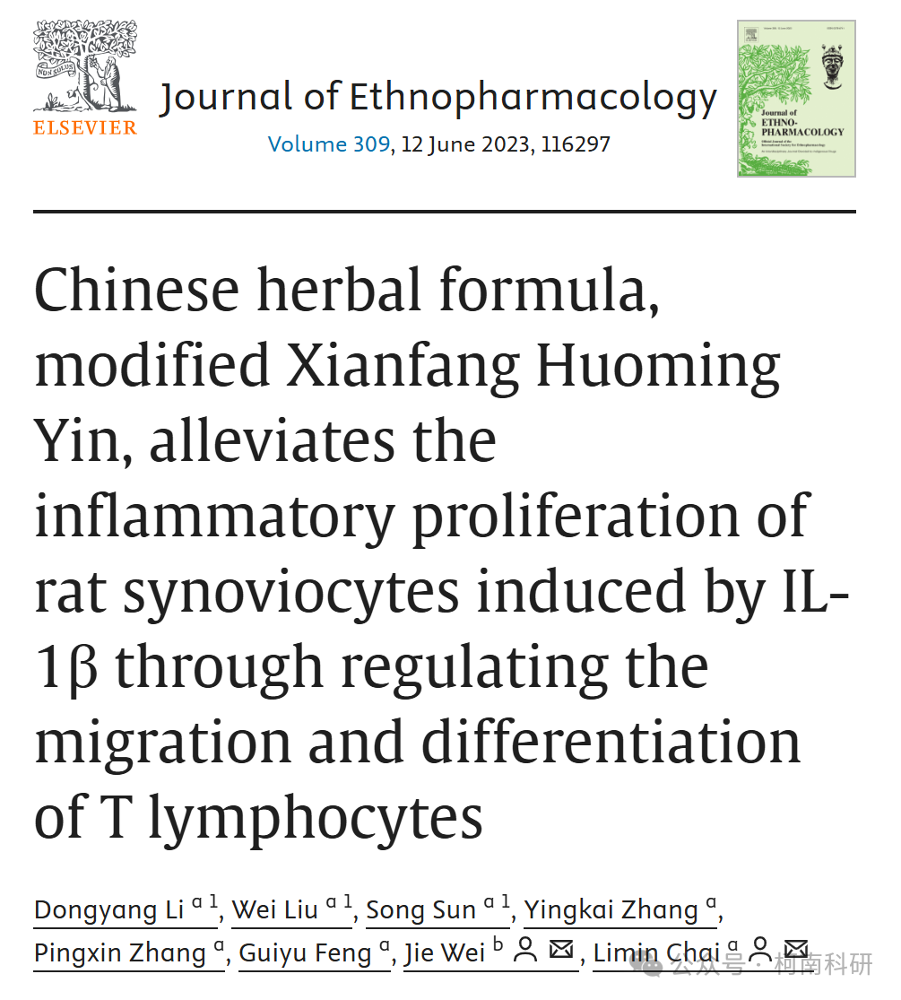 NON SOLUS
ELSEVIER
Journal of Ethnopharmacology
Volume 309, 12 June 2023, 116297
Journal of
ETHNO-
PHARMACOLOGY
Chinese herbal formula,
modified Xianfang Huoming
Yin, alleviates the
inflammatory proliferation of
rat synoviocytes induced by IL-
1β through regulating the
migration and differentiation
of T lymphocytes
Dongyang Li a 1, Wei Liu a 1, Song Sun a 1, Yingkai Zhang a,
Pingxin Zhang a, Guiyu Feng a, Jie Wei b, Limin Chai a
公众号 · 柯南科研